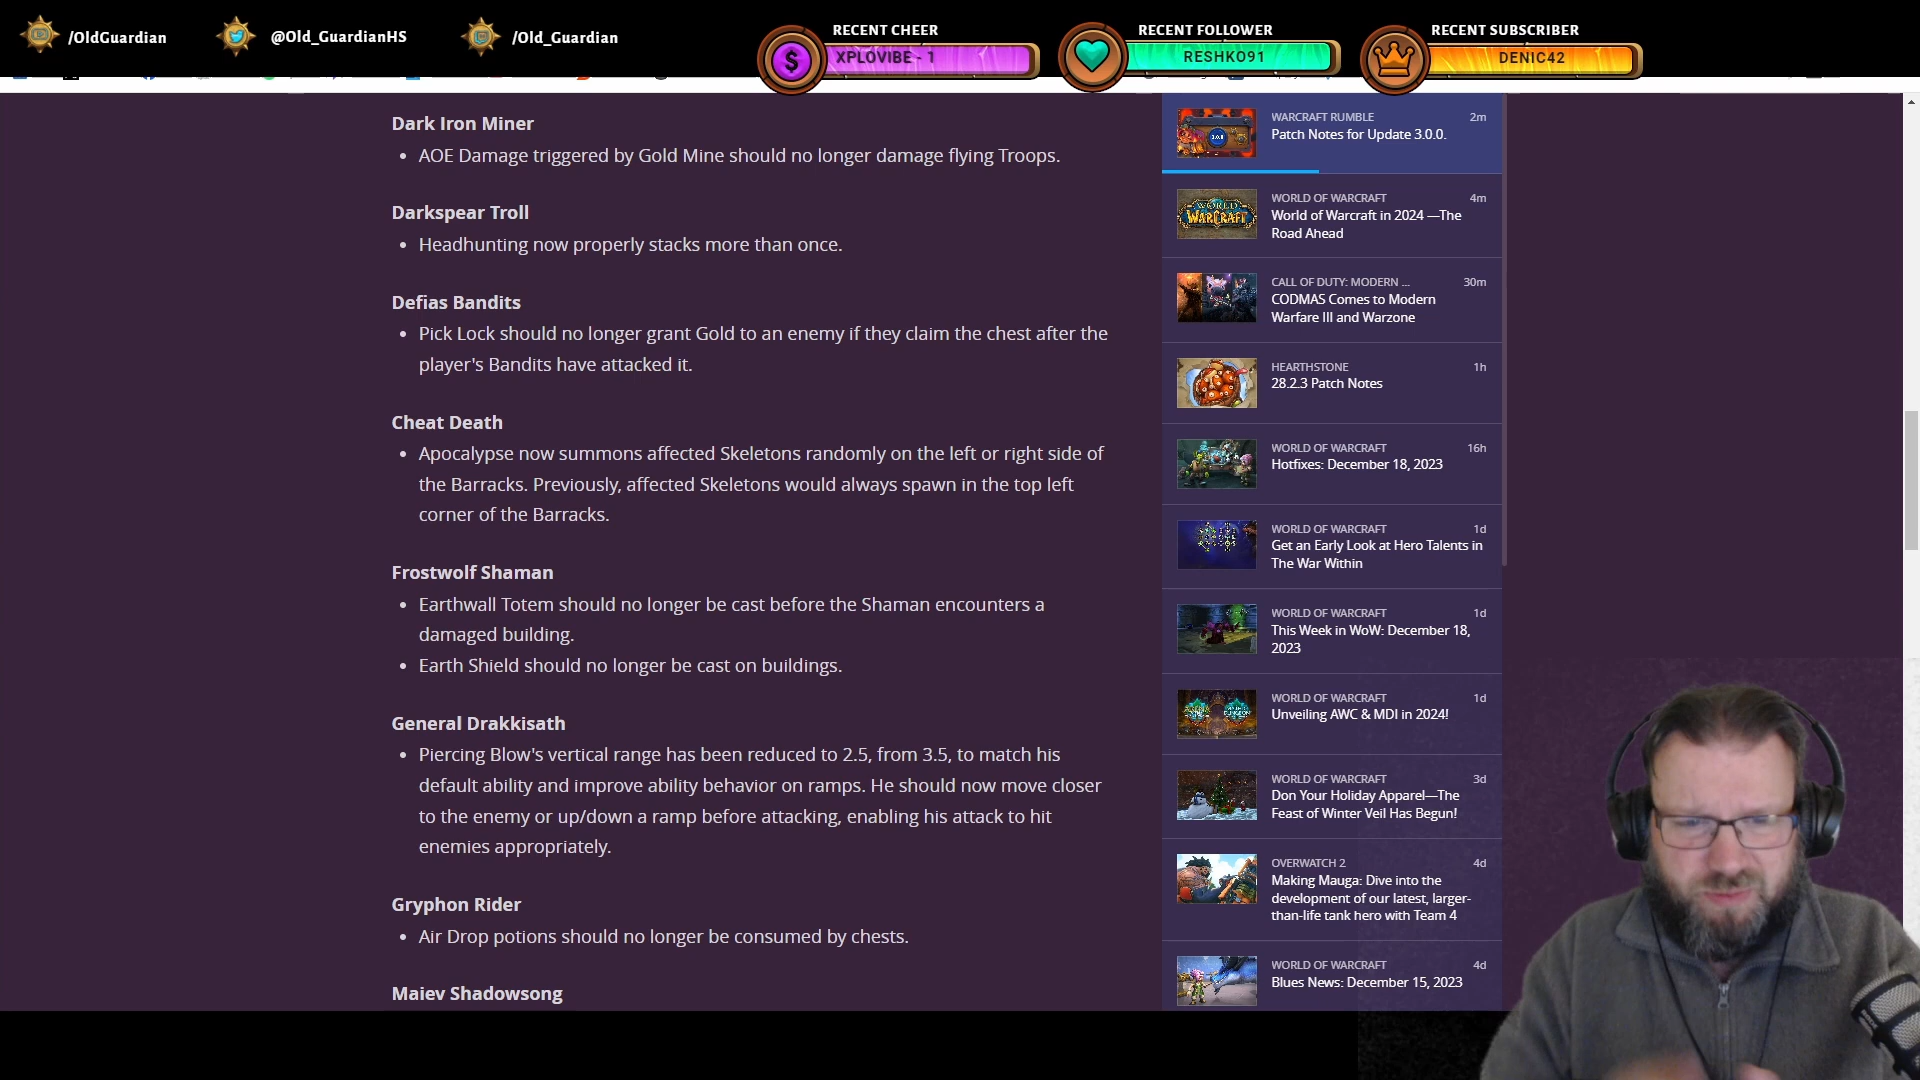 /OldGuardian
@Old_GuardianHS
/Old_Guardian
RECENT CHEER
XPLOVIBE - 1
RECENT FOLLOWER
RESHKO91
RECENT SUBSCRIBER
DENIC42
Dark Iron Miner
• AOE Damage triggered by Gold Mine should no longer damage flying Troops.
Darkspear Troll
• Headhunting now properly stacks more than once.
Defias Bandits
• Pick Lock should no longer grant Gold to an enemy if they claim the chest after the
player's Bandits have attacked it.
Cheat Death
• Apocalypse now summons affected Skeletons randomly on the left or right side of
the Barracks. Previously, affected Skeletons would always spawn in the top left
corner of the Barracks.
Frostwolf Shaman
• Earthwall Totem should no longer be cast before the Shaman encounters a
damaged building.
• Earth Shield should no longer be cast on buildings.
General Drakkisath
• Piercing Blow's vertical range has been reduced to 2.5, from 3.5, to match his
default ability and improve ability behavior on ramps. He should now move closer
to the enemy or up/down a ramp before attacking, enabling his attack to hit
enemies appropriately.
Gryphon Rider
• Air Drop potions should no longer be consumed by chests.
Maiev Shadowsong
WARCRAFT RUMBLE 2m
Patch Notes for Update 3.0.0.
WORLD OF WARCRAFT 4m
World of Warcraft in 2024 —The
Road Ahead
CALL OF DUTY: MODERN ... 30m
CODMAS Comes to Modern
Warfare III and Warzone
HEARTHSTONE 1h
28.2.3 Patch Notes
WORLD OF WARCRAFT 16h
Hotfixes: December 18, 2023
WORLD OF WARCRAFT 1d
Get an Early Look at Hero Talents in
The War Within
WORLD OF WARCRAFT 1d
This Week in WoW: December 18,
2023
WORLD OF WARCRAFT 1d
Unveiling AWC & MDI in 2024!
WORLD OF WARCRAFT 3d
Don Your Holiday Apparel—The
Feast of Winter Veil Has Begun!
OVERWATCH 2 4d
Making Mauga: Dive into the
development of our latest, larger-
than-life tank hero with Team 4
WORLD OF WARCRAFT 4d
Blues News: December 15, 2023